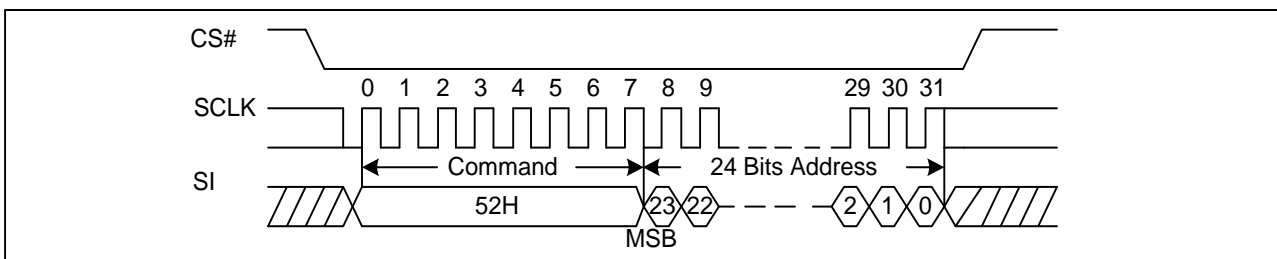 CS#
0 1 2 3 4 5 6 7 8 9 29 30 31
SCLK
Command 24 Bits Address
SI
52H 23 22 2 1 0
MSB